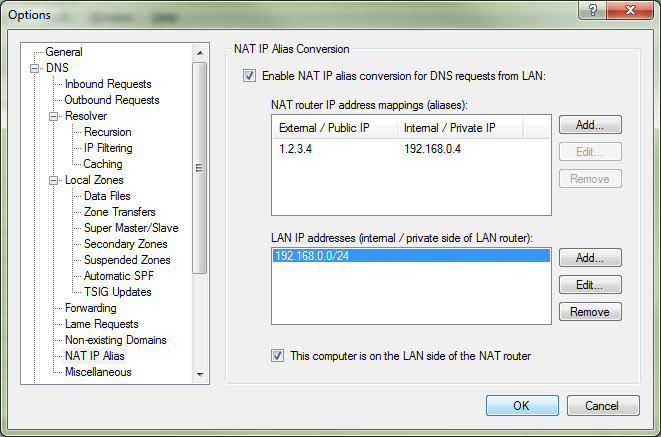 Options
General
DNS
Inbound Requests
Outbound Requests
Resolver
Recursion
IP Filtering
Caching
Local Zones
Data Files
Zone Transfers
Super Master/Slave
Secondary Zones
Suspended Zones
Automatic SPF
TSIG Updates
Forwarding
Lame Requests
Non-existing Domains
NAT IP Alias
Miscellaneous
NAT IP Alias Conversion
Enable NAT IP alias conversion for DNS requests from LAN:
NAT router IP address mappings (aliases):
External / Public IP Internal / Private IP
1.2.3.4 192.168.0.4
Add...
Edit...
Remove
LAN IP addresses (internal / private side of LAN router):
192.168.0.0/24
Add...
Edit...
Remove
This computer is on the LAN side of the NAT router
OK Cancel